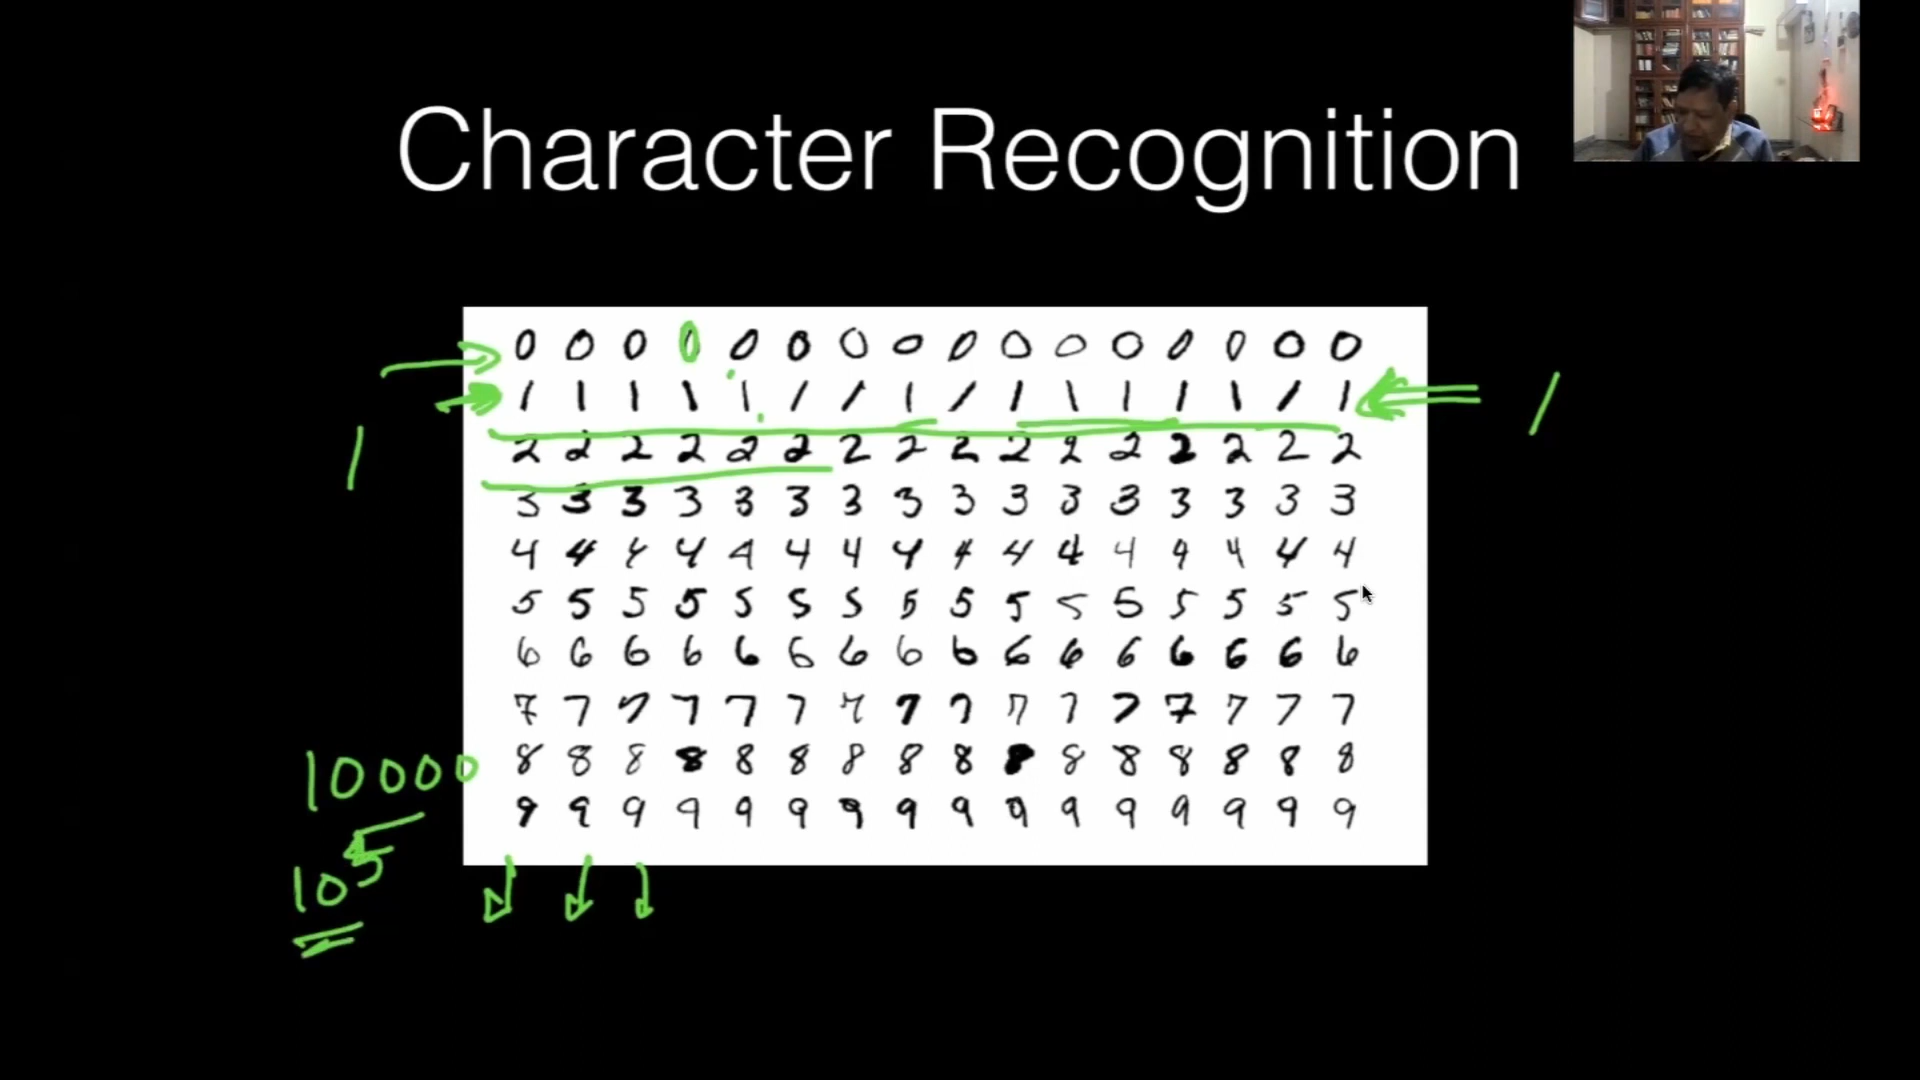 Character Recognition
0 0 0 0 0 0 0 0 0 0 0 0 0 0 0 0
1 1 1 1 1 1 1 1 1 1 1 1 1 1 1 1
1
1
2 2 2 2 2 2 2 2 2 2 2 2 2 2 2 2
3 3 3 3 3 3 3 3 3 3 3 3 3 3 3 3
4 4 4 4 4 4 4 4 4 4 4 4 4 4 4 4
5 5 5 5 5 5 5 5 5 5 5 5 5 5 5 5
6 6 6 6 6 6 6 6 6 6 6 6 6 6 6 6
7 7 7 7 7 7 7 7 7 7 7 7 7 7 7 7
8 8 8 8 8 8 8 8 8 8 8 8 8 8 8 8
10000
9 9 9 9 9 9 9 9 9 9 9 9 9 9 9 9
10⁵